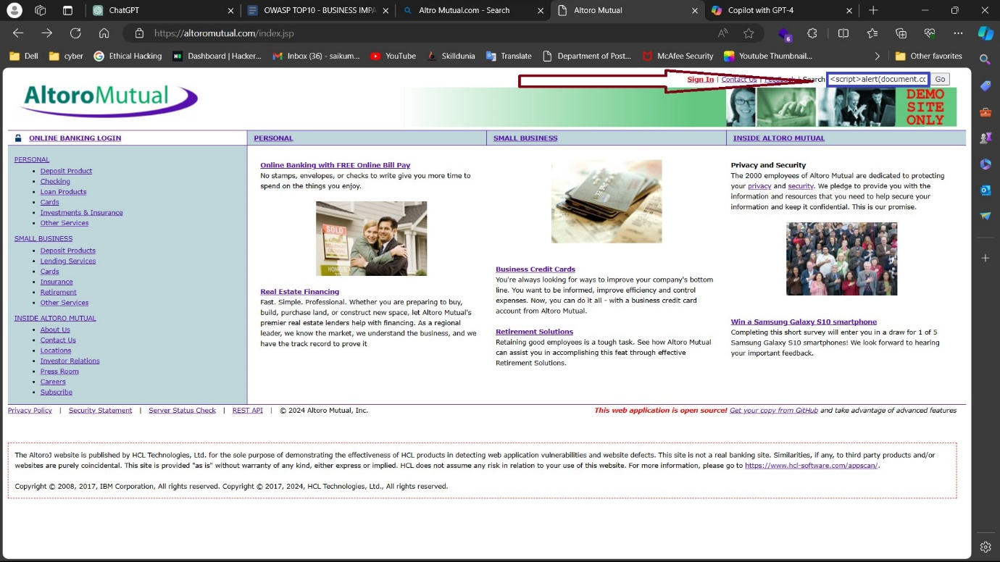 ChatGPT
OWASP TOP10 - BUSINESS IMPA
Altro Mutual.com - Search
Altoro Mutual
Copilot with GPT-4
https://altoromutual.com/index.jsp
6
Dell
cyber
Ethical Hacking
Dashboard | Hacker...
Inbox (36) - saikum...
YouTube
Skilldunia
Translate
Department of Post...
McAfee Security
Youtube Thumbnail...
Other favorites
Sign In | Contact Us | Feedback | Search
<script>alert(document.cc
Go
AltoroMutual
DEMO
SITE
ONLY
ONLINE BANKING LOGIN
PERSONAL
SMALL BUSINESS
INSIDE ALTORO MUTUAL
PERSONAL
Deposit Product
Checking
Loan Products
Cards
Investments & Insurance
Other Services
SMALL BUSINESS
Deposit Products
Lending Services
Cards
Insurance
Retirement
Other Services
INSIDE ALTORO MUTUAL
About Us
Contact Us
Locations
Investor Relations
Press Room
Careers
Subscribe
Online Banking with FREE Online Bill Pay
No stamps, envelopes, or checks to write give you more time to
spend on the things you enjoy.
SOLD
Real Estate Financing
Fast. Simple. Professional. Whether you are preparing to buy,
build, purchase land, or construct new space, let Altoro Mutual's
premier real estate lenders help with financing. As a regional
leader, we know the market, we understand the business, and we
have the track record to prove it
Business Credit Cards
You're always looking for ways to improve your company's bottom
line. You want to be informed, improve efficiency and control
expenses. Now, you can do it all - with a business credit card
account from Altoro Mutual.
Retirement Solutions
Retaining good employees is a tough task. See how Altoro Mutual
can assist you in accomplishing this feat through effective
Retirement Solutions.
Privacy and Security
The 2000 employees of Altoro Mutual are dedicated to protecting
your privacy and security. We pledge to provide you with the
information and resources that you need to help secure your
information and keep it confidential. This is our promise.
Win a Samsung Galaxy S10 smartphone
Completing this short survey will enter you in a draw for 1 of 5
Samsung Galaxy S10 smartphones! We look forward to hearing
your important feedback.
Privacy Policy | Security Statement | Server Status Check | REST API | © 2024 Altoro Mutual, Inc.
This web application is open source! Get your copy from GitHub and take advantage of advanced features
The AltoroJ website is published by HCL Technologies, Ltd. for the sole purpose of demonstrating the effectiveness of HCL products in detecting web application vulnerabilities and website defects. This site is not a real banking site. Similarities, if any, to third party products and/or
websites are purely coincidental. This site is provided "as is" without warranty of any kind, either express or implied. HCL does not assume any risk in relation to your use of this website. For more information, please go to https://www.hcl-software.com/appscan/.
Copyright © 2008, 2017, IBM Corporation, All rights reserved. Copyright © 2017, 2024, HCL Technologies, Ltd., All rights reserved.